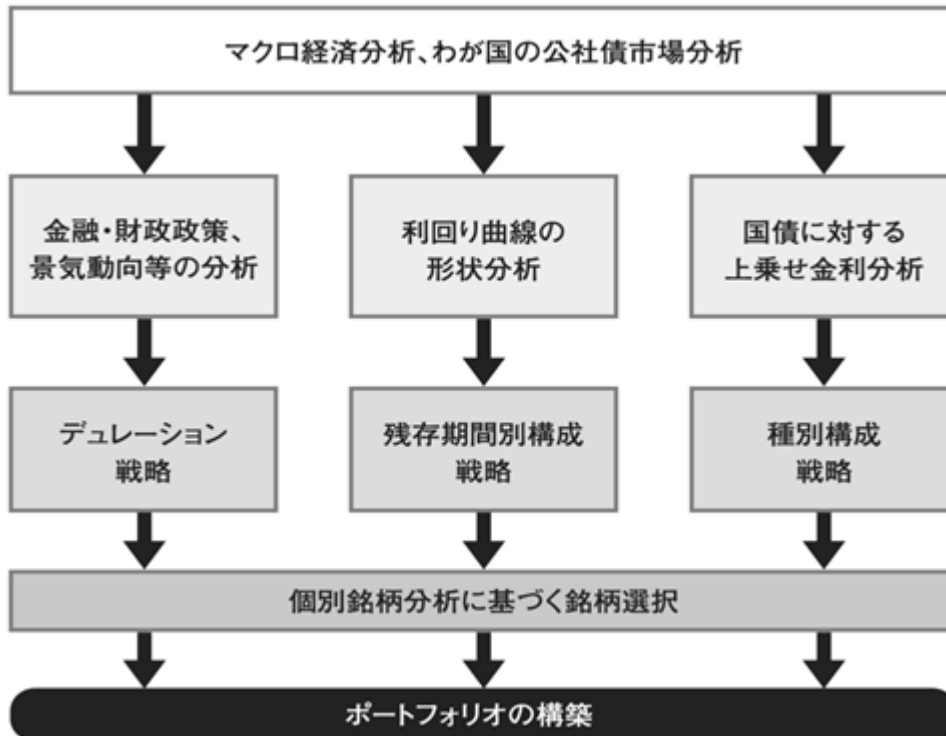 マクロ経済分析、わが国の公社債市場分析
金融・財政政策、
景気動向等の分析
利回り曲線の
形状分析
国債に対する
上乗せ金利分析
デュレーション
戦略
残存期間別構成
戦略
種別構成
戦略
個別銘柄分析に基づく銘柄選択
ポートフォリオの構築